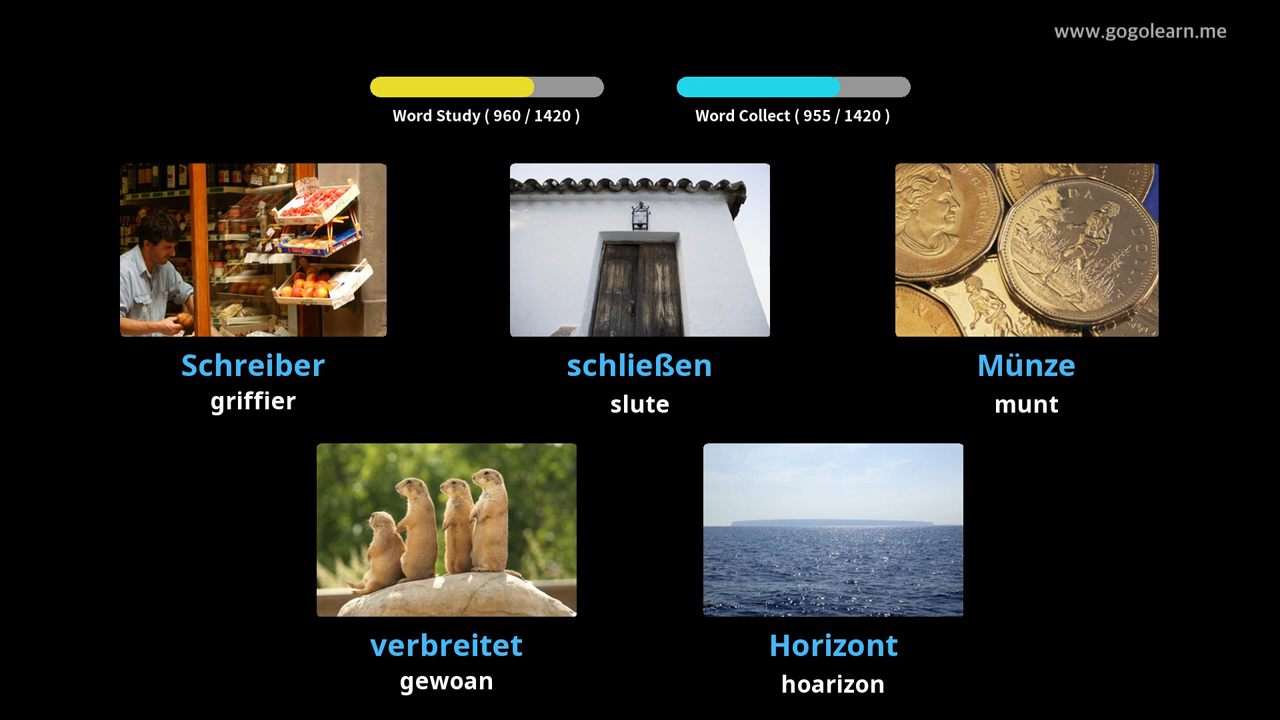 www.gogolearn.me
Word Study ( 960 / 1420 )
Word Collect ( 955 / 1420 )
Schreiber
griffier
schließen
slute
Münze
munt
verbreitet
gewoan
Horizont
hoarizon